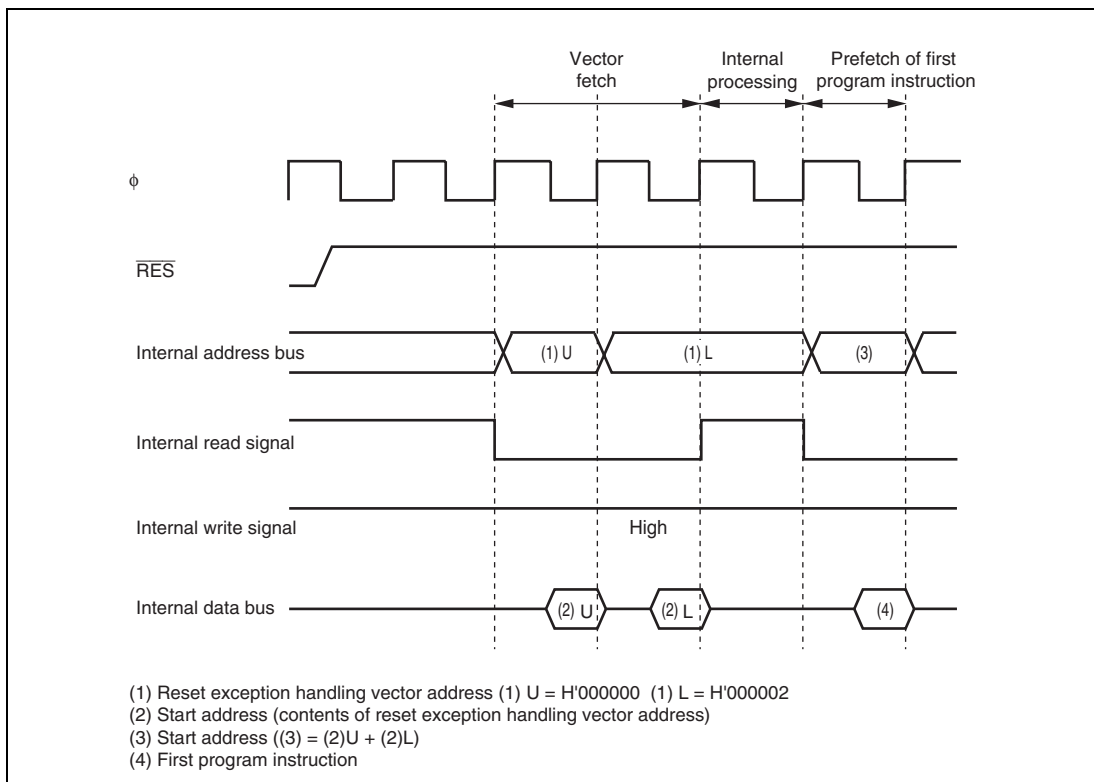 Vector
fetch
Internal
processing
Prefetch of first
program instruction
φ
RES
Internal address bus
(1) U
(1) L
(3)
Internal read signal
Internal write signal
High
Internal data bus
(2) U
(2) L
(4)
(1) Reset exception handling vector address (1) U = H'000000 (1) L = H'000002
(2) Start address (contents of reset exception handling vector address)
(3) Start address ((3) = (2)U + (2)L)
(4) First program instruction